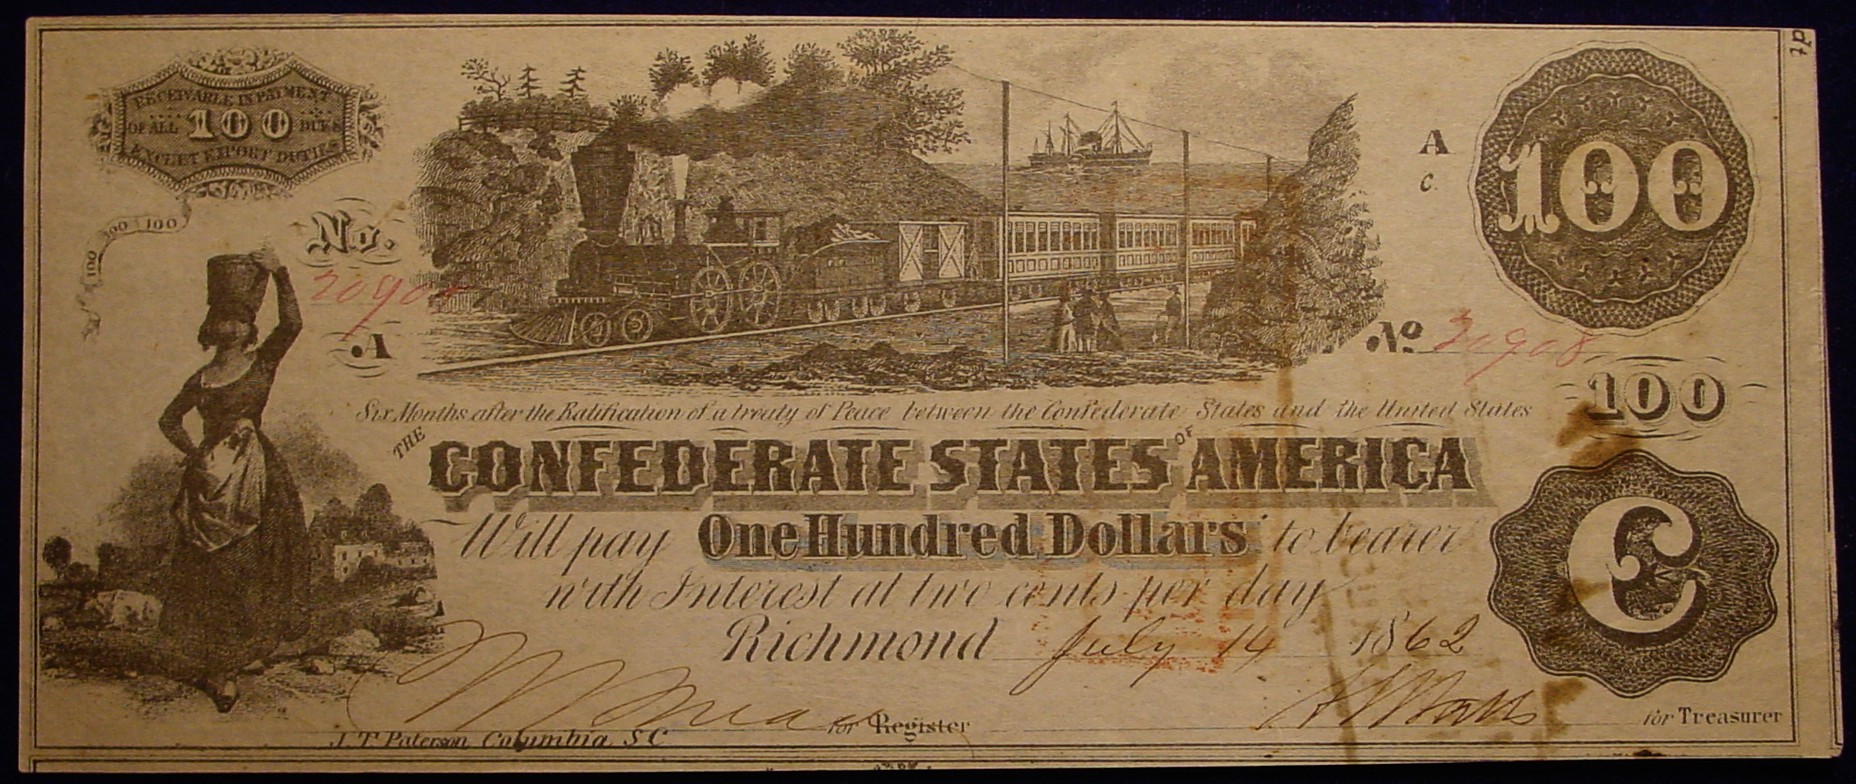 RECEIVABLE IN PAYMENT
OF ALL 100 DUES
EXCEPT EXPORT DUTIES
100 100 100
No.
A
A
C.
100
No
30908
100
Six Months after the Ratification of a treaty of Peace between the Confederate States and the United States
THE CONFEDERATE STATES OF AMERICA
Will pay One Hundred Dollars to bearer
with Interest at two cents per day
Richmond July 14 1862
C
for Register
for Treasurer
J. T. Paterson Columbia, S.C